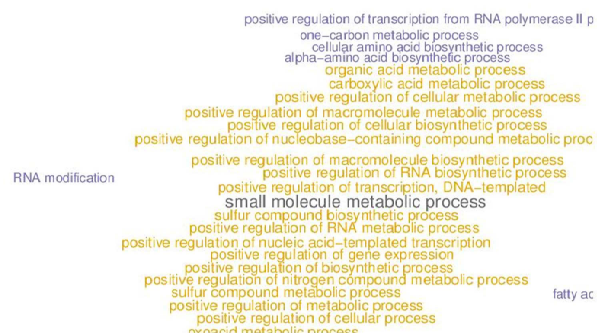 positive regulation of transcription from RNA polymerase II p
one−carbon metabolic process
cellular amino acid biosynthetic process
alpha−amino acid biosynthetic process
organic acid metabolic process
carboxylic acid metabolic process
positive regulation of cellular metabolic process
positive regulation of macromolecule metabolic process
positive regulation of cellular biosynthetic process
positive regulation of nucleobase−containing compound metabolic proc
positive regulation of macromolecule biosynthetic process
positive regulation of RNA biosynthetic process
RNA modification
positive regulation of transcription, DNA−templated
small molecule metabolic process
sulfur compound biosynthetic process
positive regulation of RNA metabolic process
positive regulation of nucleic acid−templated transcription
positive regulation of gene expression
positive regulation of biosynthetic process
positive regulation of nitrogen compound metabolic process
sulfur compound metabolic process
fatty ac
positive regulation of metabolic process
positive regulation of cellular process
oxoacid metabolic process